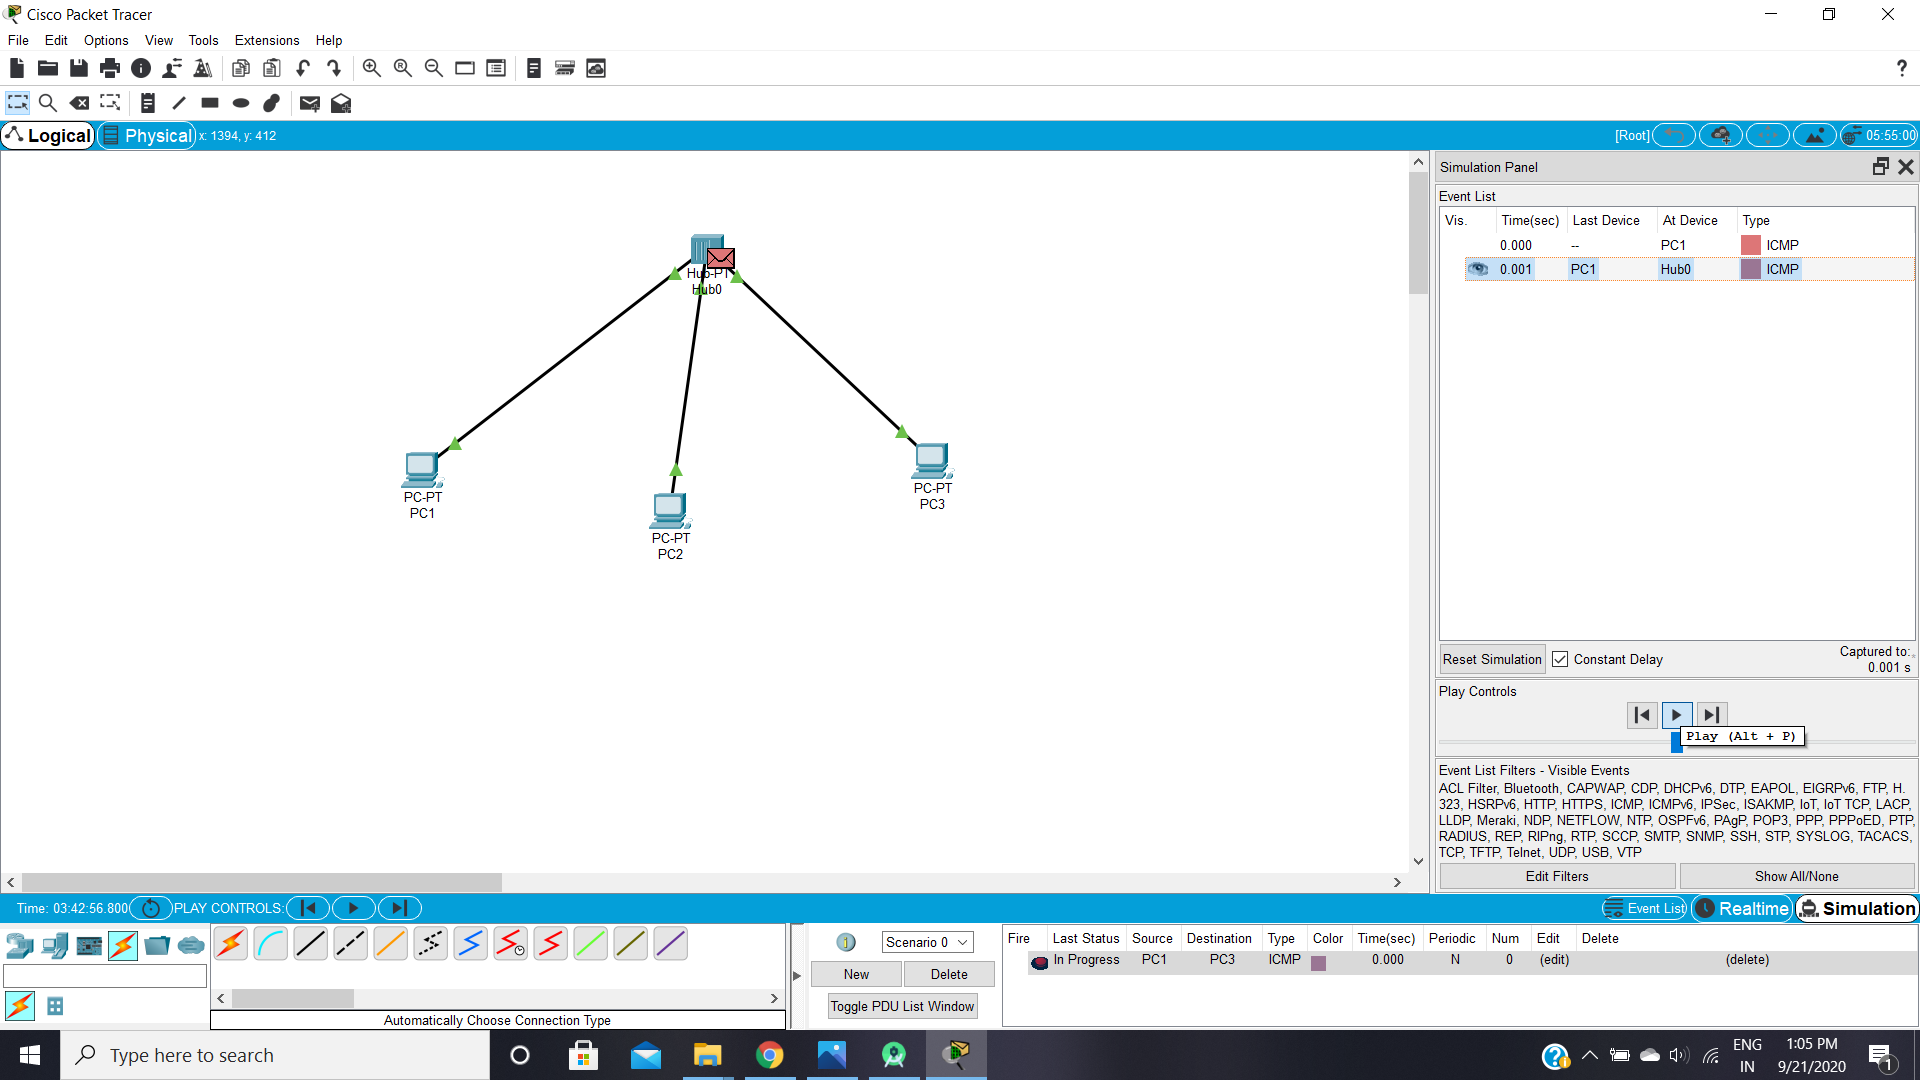 Cisco Packet Tracer
File Edit Options View Tools Extensions Help
Logical Physical x: 1394, y: 412 [Root] 05:55:00
Simulation Panel
Event List
Vis. Time(sec) Last Device At Device Type
0.000 -- PC1 ICMP
0.001 PC1 Hub0 ICMP
Hub-PT
Hub0
PC-PT
PC1
PC-PT
PC2
PC-PT
PC3
Reset Simulation Constant Delay Captured to:
0.001 s
Play Controls
Play (Alt + P)
Event List Filters - Visible Events
ACL Filter, Bluetooth, CAPWAP, CDP, DHCPv6, DTP, EAPOL, EIGRPv6, FTP, H.
323, HSRPv6, HTTP, HTTPS, ICMP, ICMPv6, IPSec, ISAKMP, IoT, IoT TCP, LACP,
LLDP, Meraki, NDP, NETFLOW, NTP, OSPFv6, PAgP, POP3, PPP, PPPoED, PTP,
RADIUS, REP, RIPng, RTP, SCCP, SMTP, SNMP, SSH, STP, SYSLOG, TACACS,
TCP, TFTP, Telnet, UDP, USB, VTP
Edit Filters Show All/None
Time: 03:42:56.800 PLAY CONTROLS: Event List Realtime Simulation
Scenario 0
New Delete
Toggle PDU List Window
Fire Last Status Source Destination Type Color Time(sec) Periodic Num Edit Delete
In Progress PC1 PC3 ICMP 0.000 N 0 (edit) (delete)
Automatically Choose Connection Type
Type here to search
ENG
IN
1:05 PM
9/21/2020
1